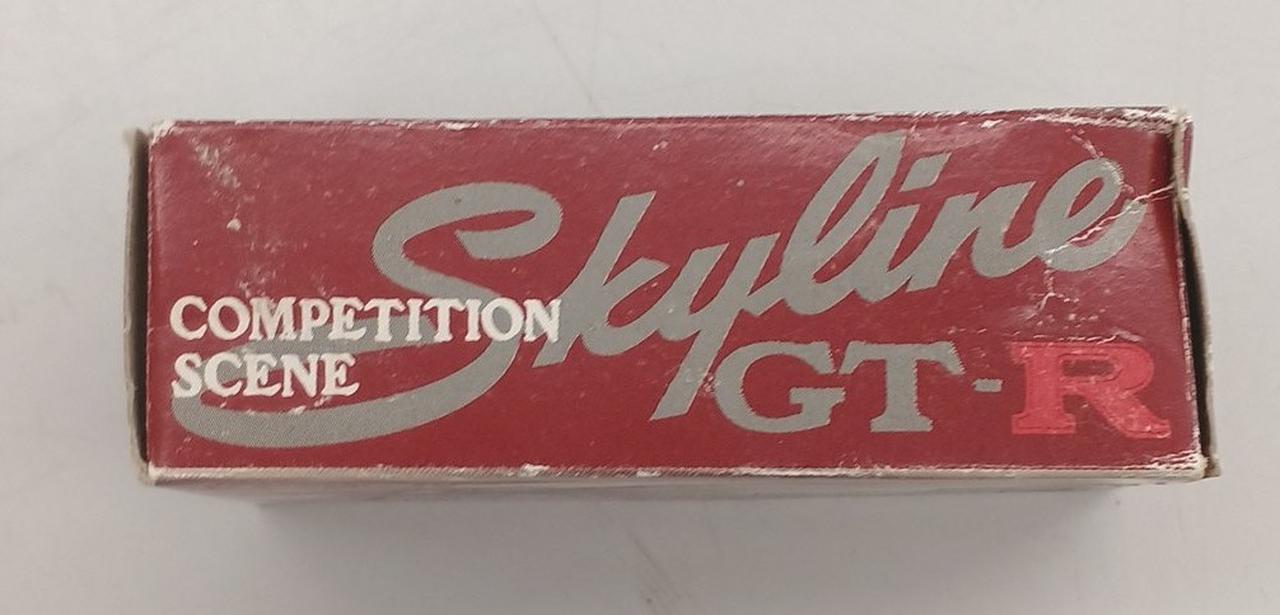 Skyline
COMPETITION
SCENE
GT-R